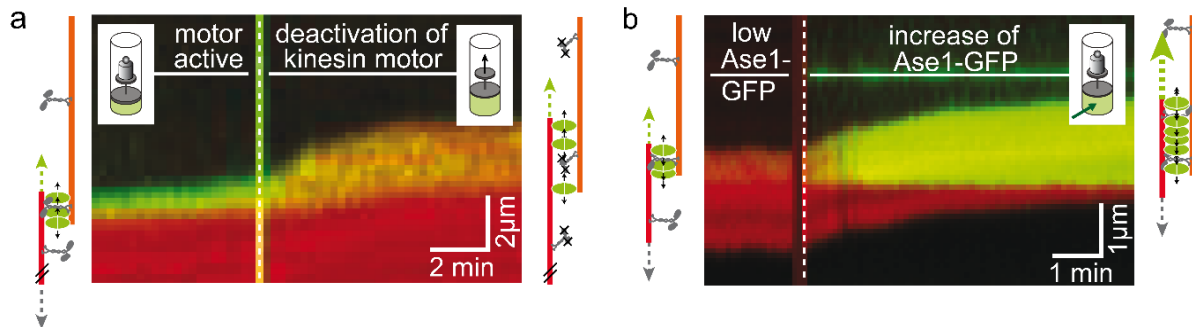 a
motor
active
deactivation of
kinesin motor
2 min
2μm
b
low
Ase1-
GFP
increase of
Ase1-GFP
1 min
1μm